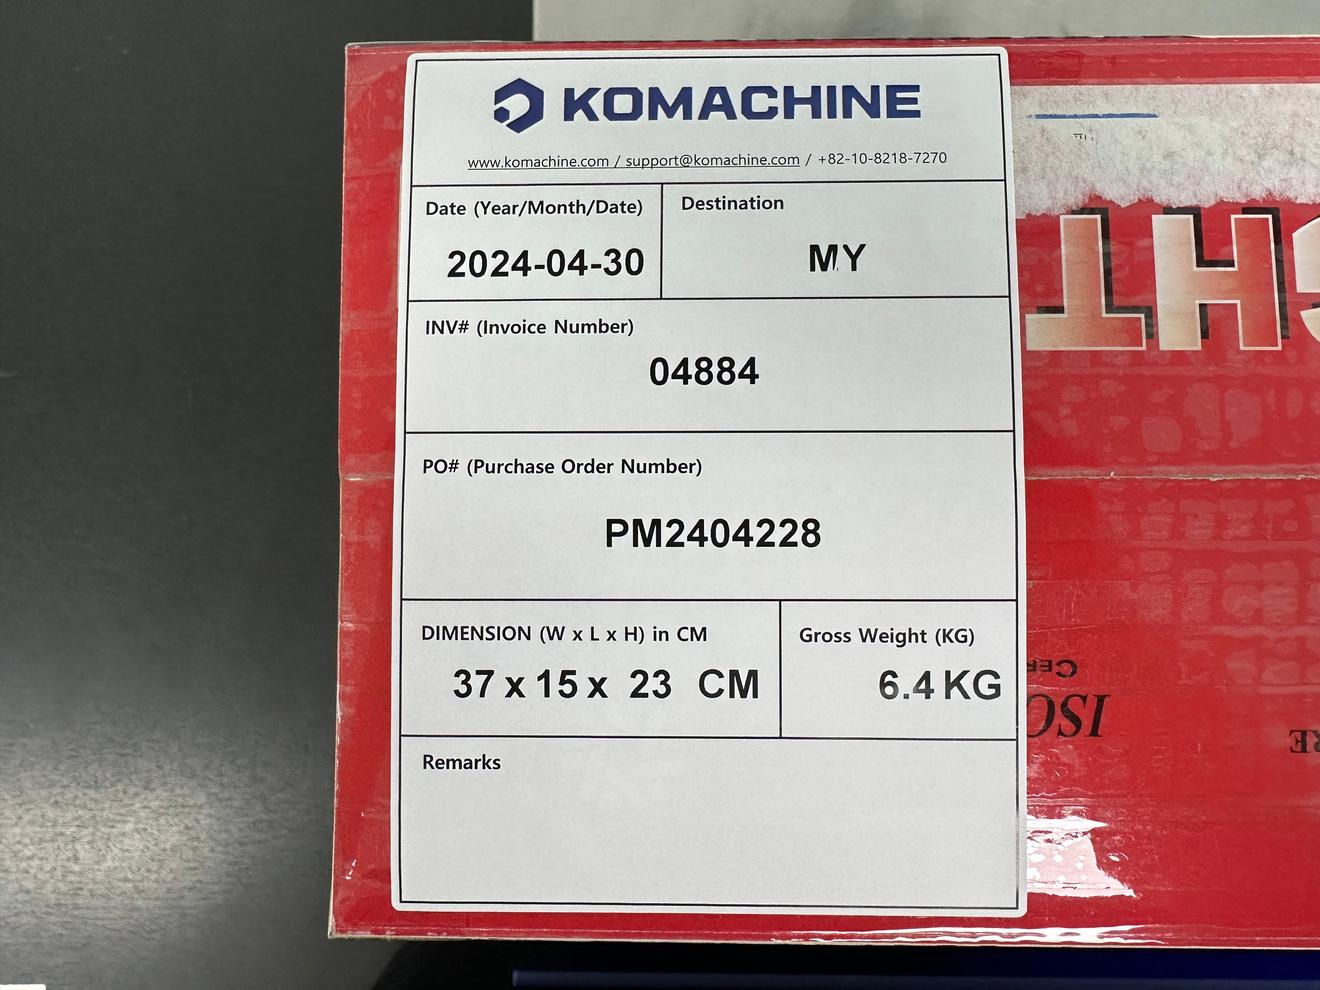 KOMACHINE
www.komachine.com / support@komachine.com / +82-10-8218-7270
Date (Year/Month/Date)
2024-04-30
Destination
MY
INV# (Invoice Number)
04884
PO# (Purchase Order Number)
PM2404228
DIMENSION (W x L x H) in CM
37 x 15 x 23 CM
Gross Weight (KG)
6.4 KG
Remarks
ISO